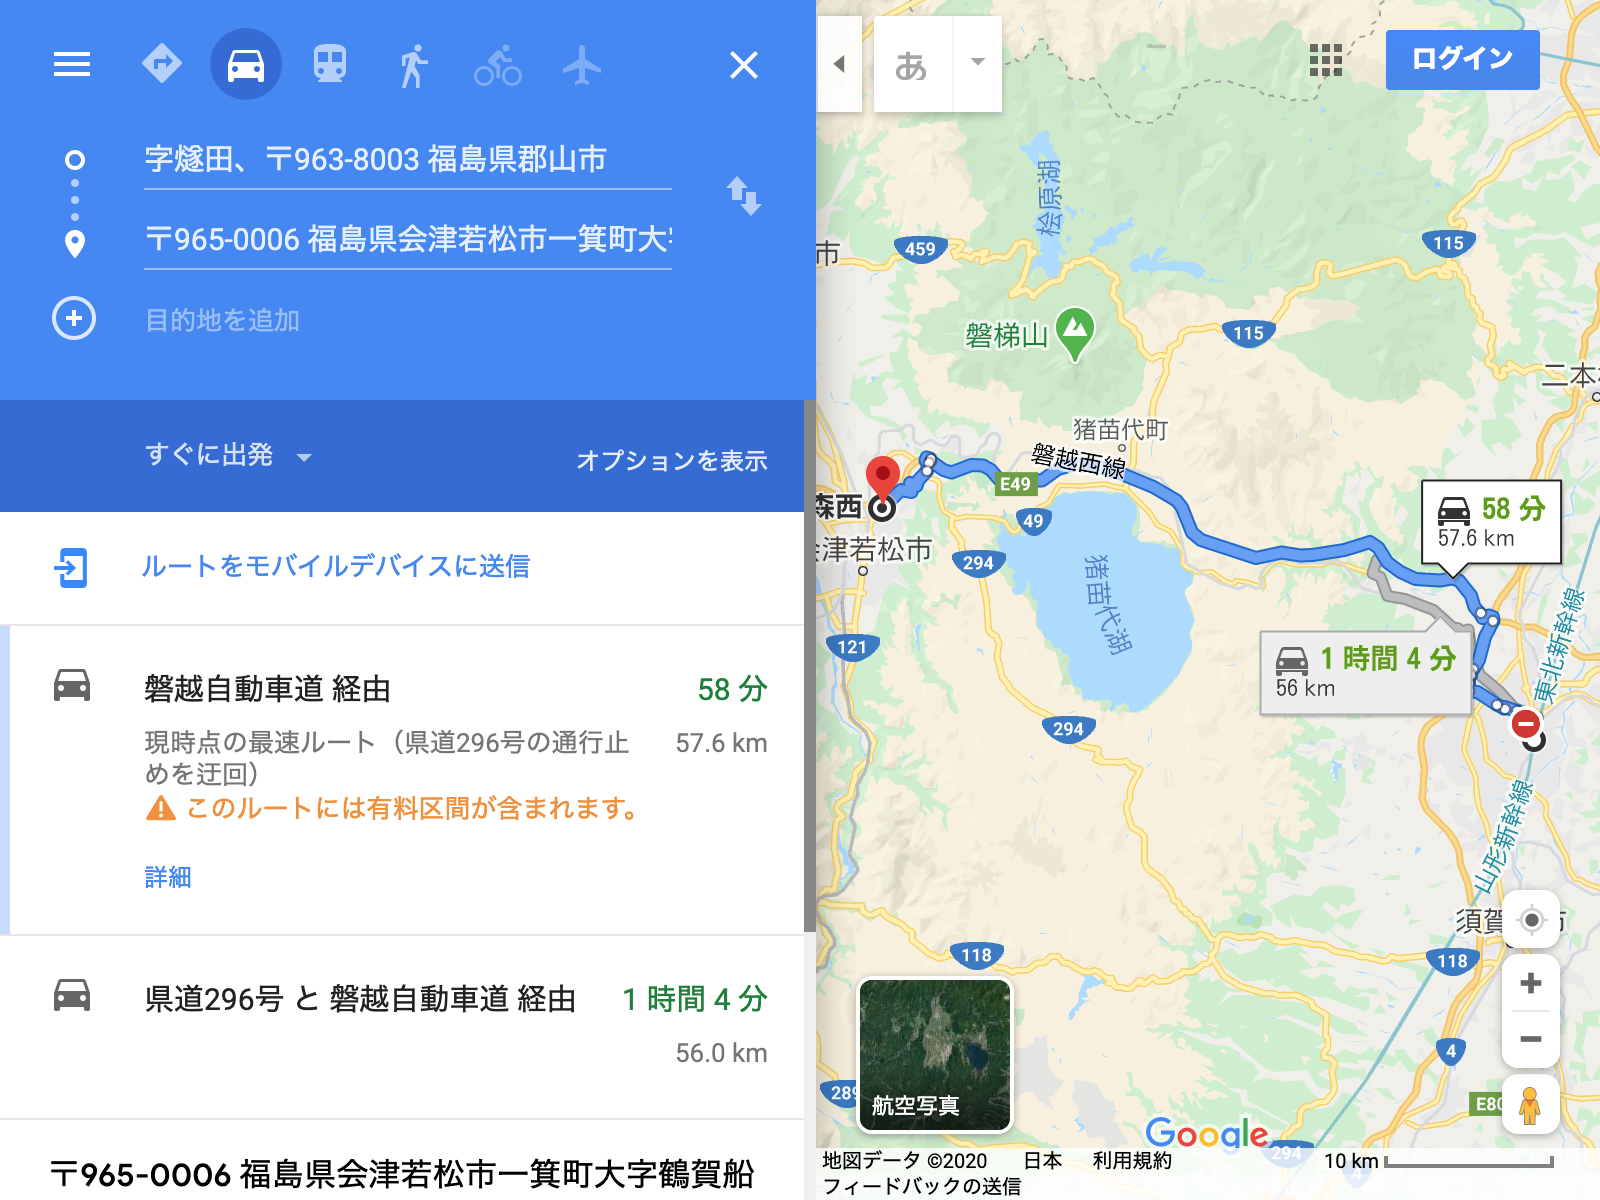 字燧田、〒963-8003 福島県郡山市
〒965-0006 福島県会津若松市一箕町大
目的地を追加
すぐに出発
オプションを表示
ルートをモバイルデバイスに送信
磐越自動車道 経由
58 分
現時点の最速ルート（県道296号の通行止
めを迂回）
57.6 km
このルートには有料区間が含まれます。
詳細
県道296号 と 磐越自動車道 経由
1 時間 4 分
56.0 km
〒965-0006 福島県会津若松市一箕町大字鶴賀船
あ
ログイン
桧原湖
市
459
115
磐梯山
115
二本
猪苗代町
磐越西線
E49
森西
49
津若松市
294
58 分
57.6 km
猪苗代湖
121
1 時間 4 分
56 km
東北新幹線
294
山形新幹線
須賀
市
118
118
4
289
E80
航空写真
Google
294
4
地図データ ©2020
日本
利用規約
10 km
フィードバックの送信